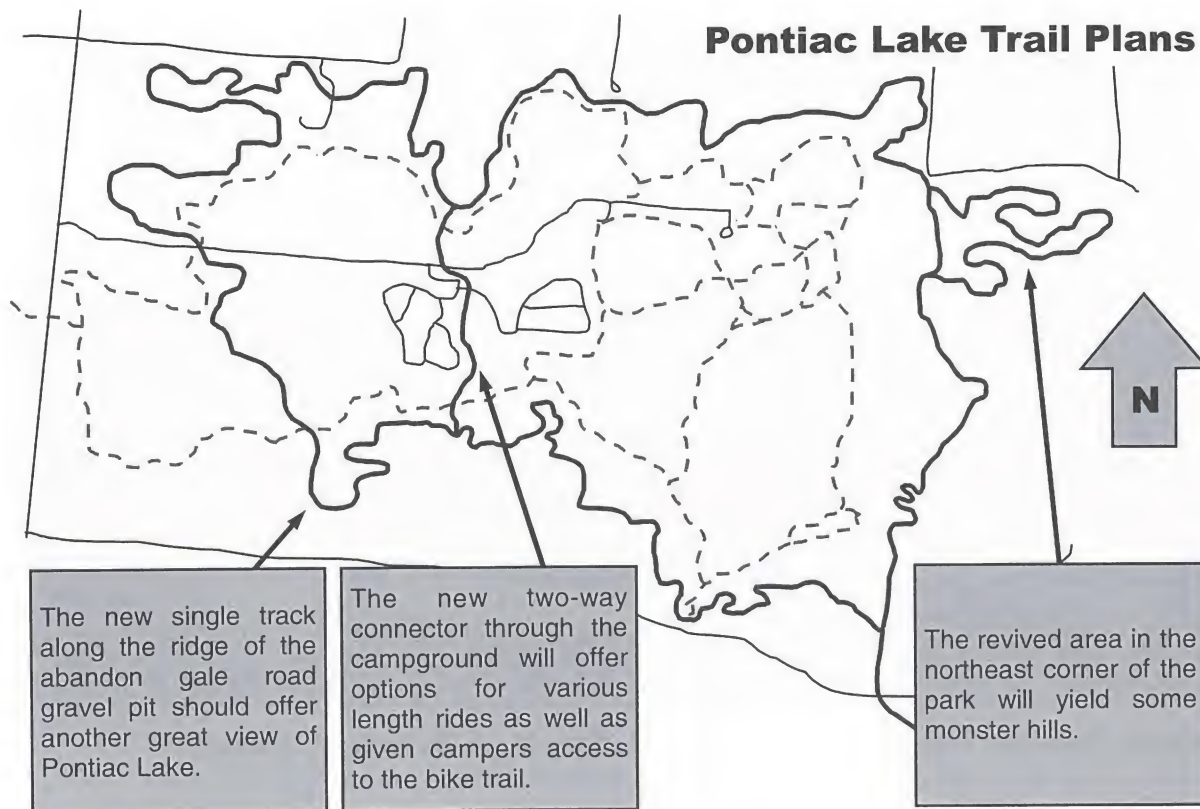 Pontiac Lake Trail Plans
N
The new single track
along the ridge of the
abandon gale road
gravel pit should offer
another great view of
Pontiac Lake.
The new two-way
connector through the
campground will offer
options for various
length rides as well as
given campers access
to the bike trail.
The revived area in the
northeast corner of the
park will yield some
monster hills.